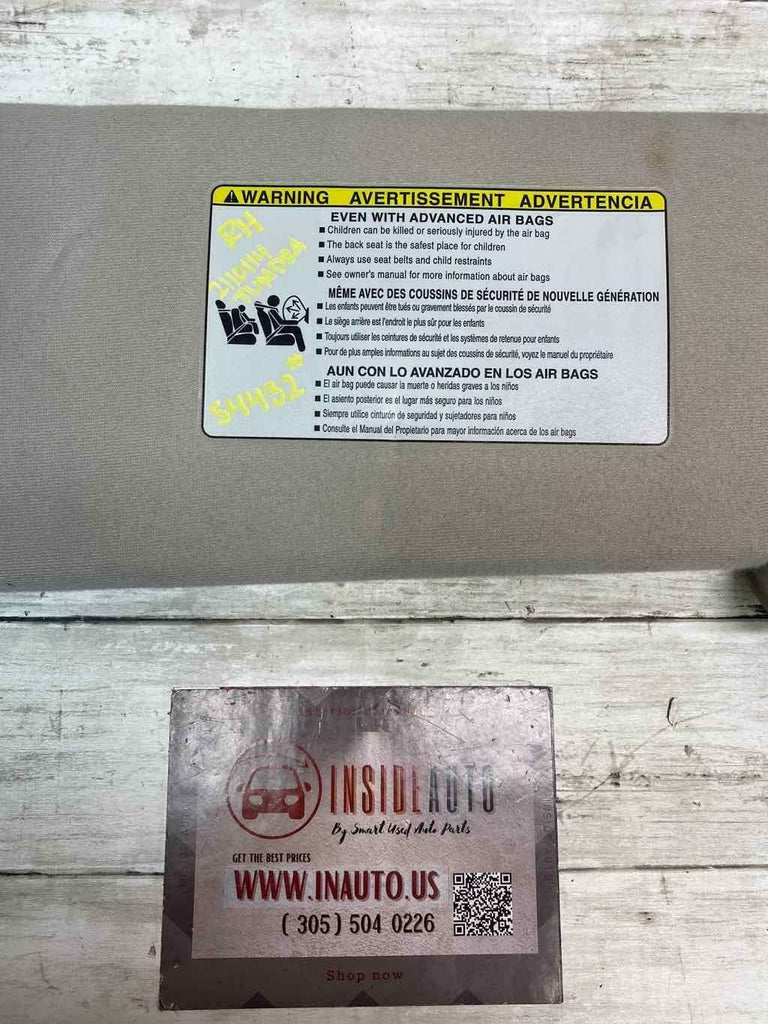 WARNING AVERTISSEMENT ADVERTENCIA
EVEN WITH ADVANCED AIR BAGS
■ Children can be killed or seriously injured by the air bag
■ The back seat is the safest place for children
■ Always use seat belts and child restraints
■ See owner's manual for more information about air bags
MÊME AVEC DES COUSSINS DE SÉCURITÉ DE NOUVELLE GÉNÉRATION
■ Les enfants peuvent être tués ou gravement blessés par le coussin de sécurité
■ Le siège arrière est l'endroit le plus sûr pour les enfants
■ Toujours utiliser les ceintures de sécurité et les systèmes de retenue pour enfants
■ Pour de plus amples informations au sujet des coussins de sécurité, voyez le manuel du propriétaire
AUN CON LO AVANZADO EN LOS AIR BAGS
■ El air bag puede causar la muerte o heridas graves a los niños
■ El asiento posterior es el lugar más seguro para los niños
■ Siempre utilice cinturón de seguridad y sujetadores para niños
■ Consulte el Manual del Propietario para mayor información acerca de los air bags
RH
TUNDRA
54432*
INSIDEAUTO
By Smart Used Auto Parts
GET THE BEST PRICES
WWW.INAUTO.US
(305) 504 0226
Shop now